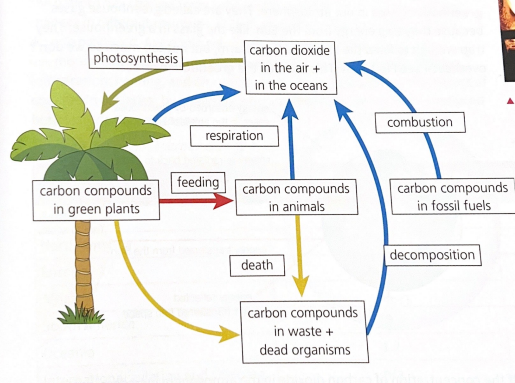 photosynthesis
carbon dioxide
in the air +
in the oceans
respiration
combustion
feeding
carbon compounds
in green plants
carbon compounds
in animals
carbon compounds
in fossil fuels
death
decomposition
carbon compounds
in waste +
dead organisms